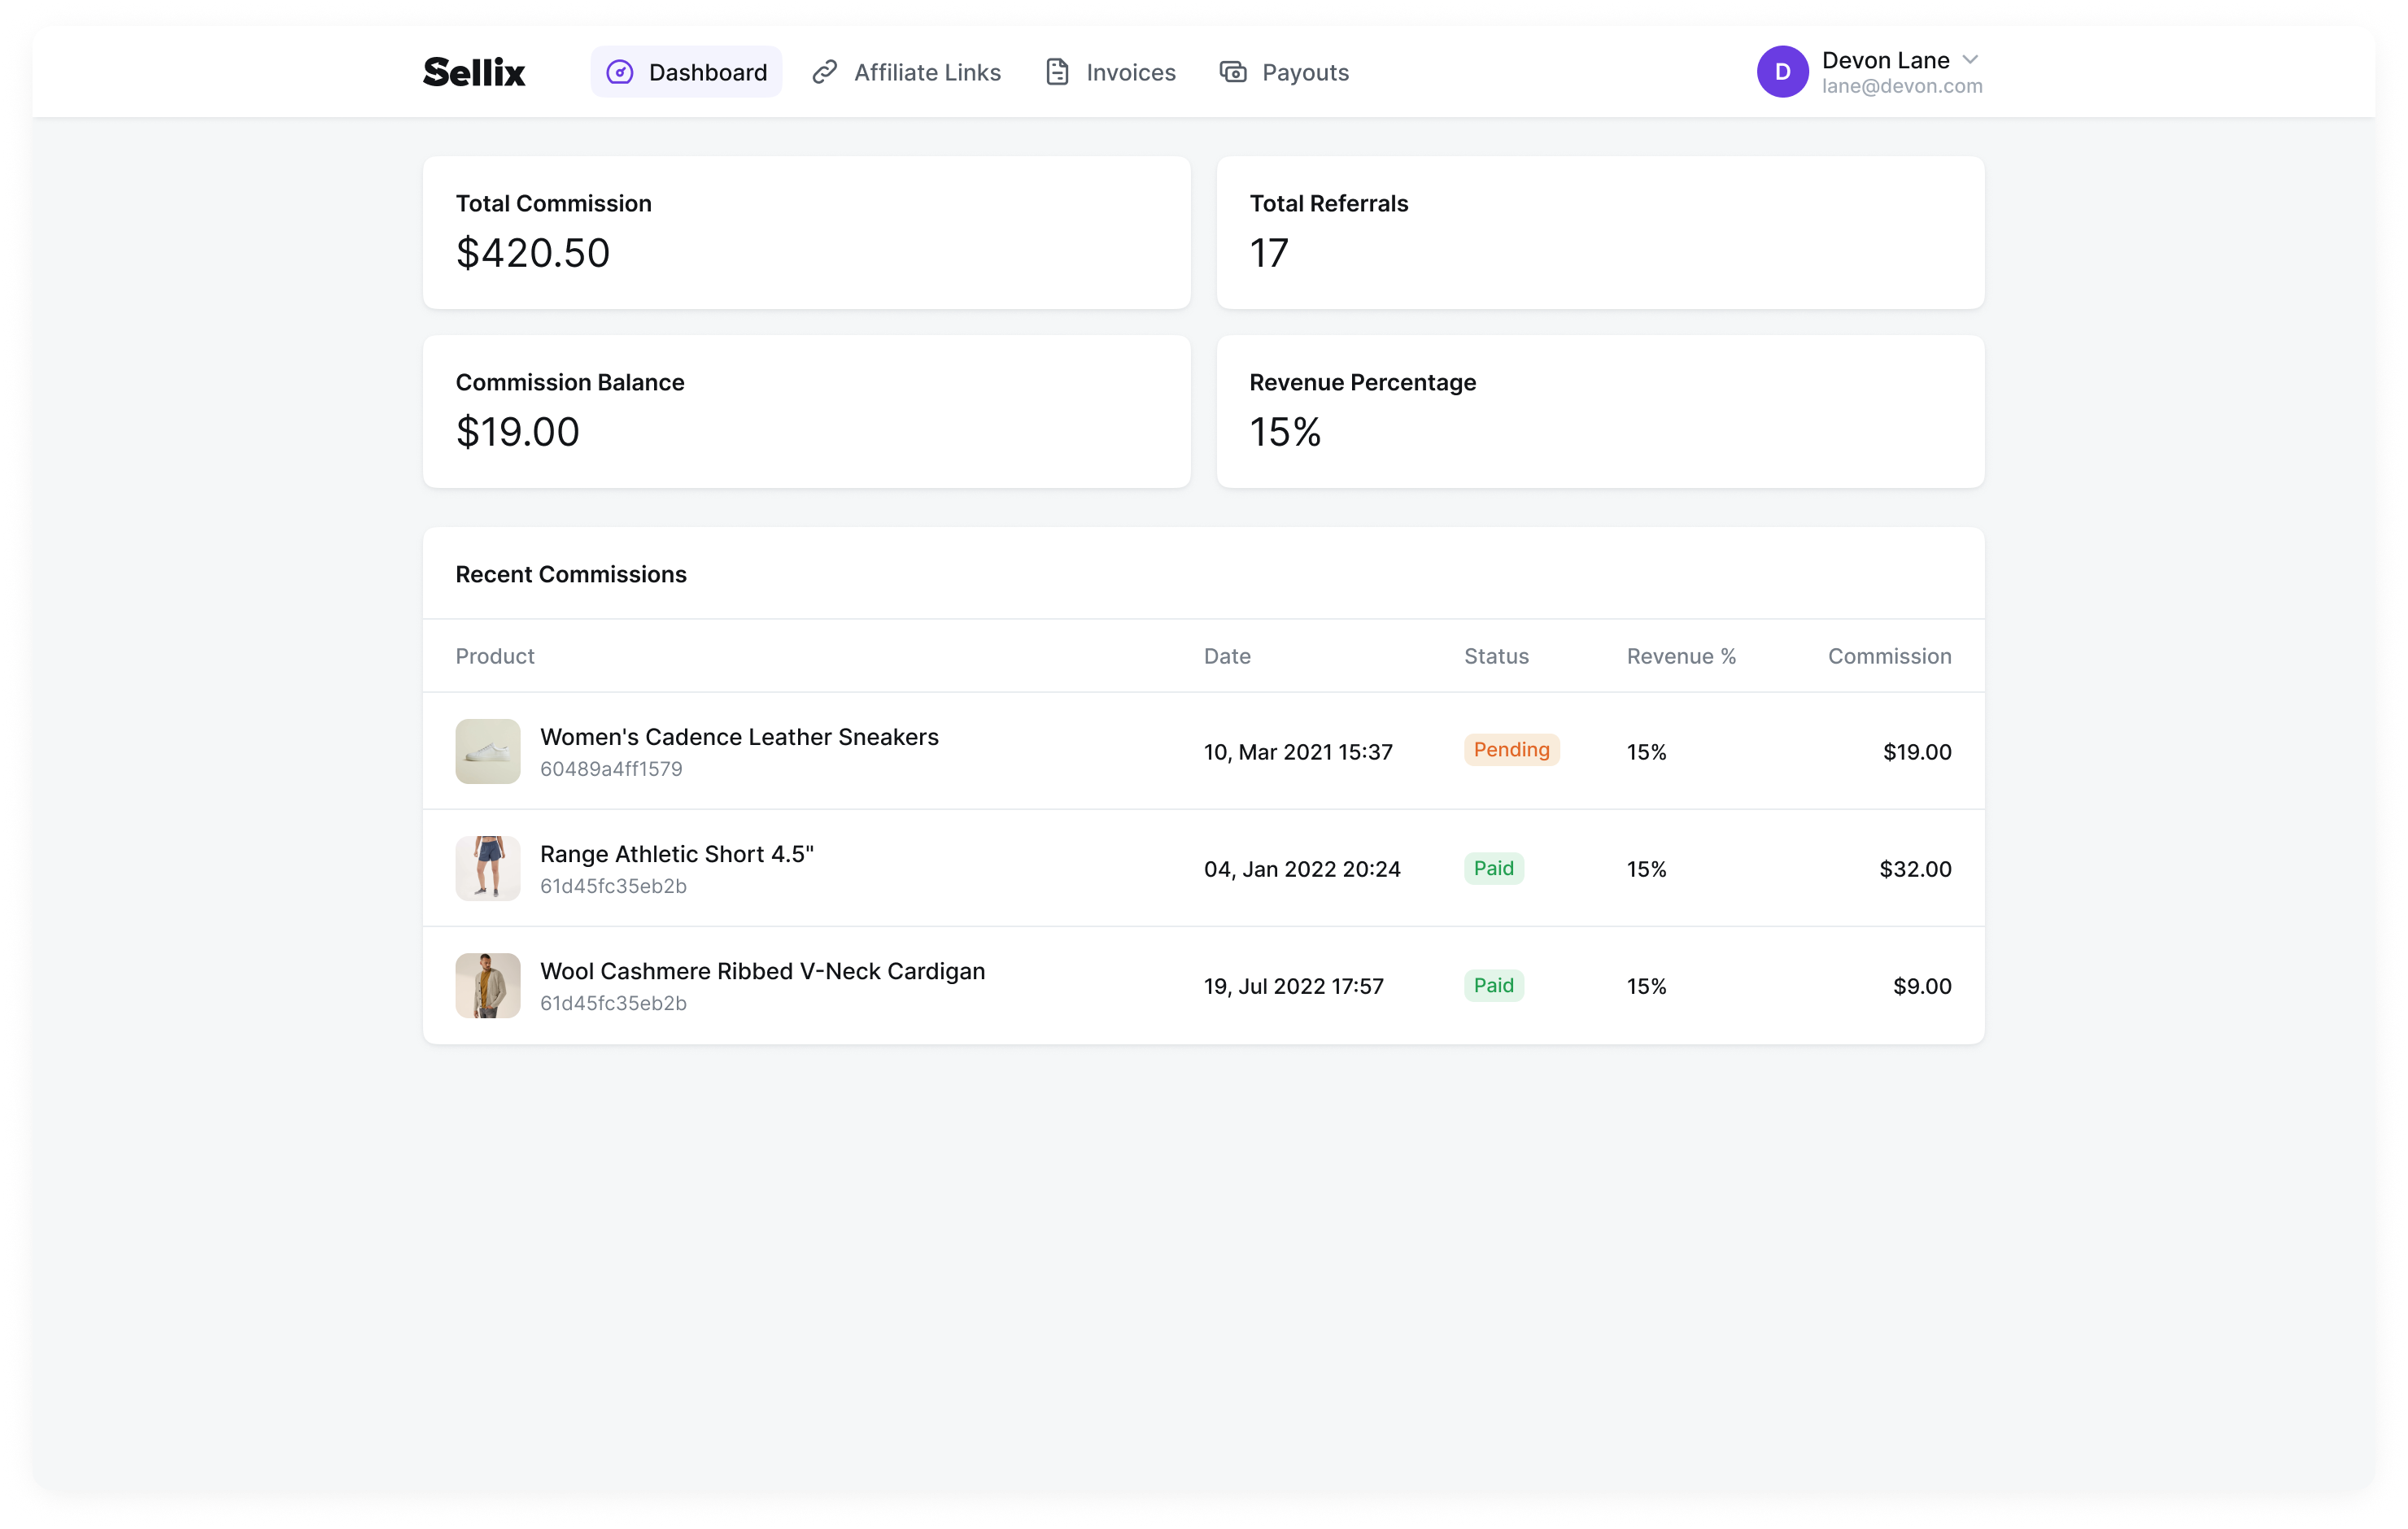 Sellix
Dashboard
Affiliate Links
Invoices
Payouts
D
Devon Lane
lane@devon.com
Total Commission
$420.50
Total Referrals
17
Commission Balance
$19.00
Revenue Percentage
15%
Recent Commissions
Product Date Status Revenue % Commission
Women's Cadence Leather Sneakers
60489a4ff1579
10, Mar 2021 15:37 Pending 15% $19.00
Range Athletic Short 4.5"
61d45fc35eb2b
04, Jan 2022 20:24 Paid 15% $32.00
Wool Cashmere Ribbed V-Neck Cardigan
61d45fc35eb2b
19, Jul 2022 17:57 Paid 15% $9.00